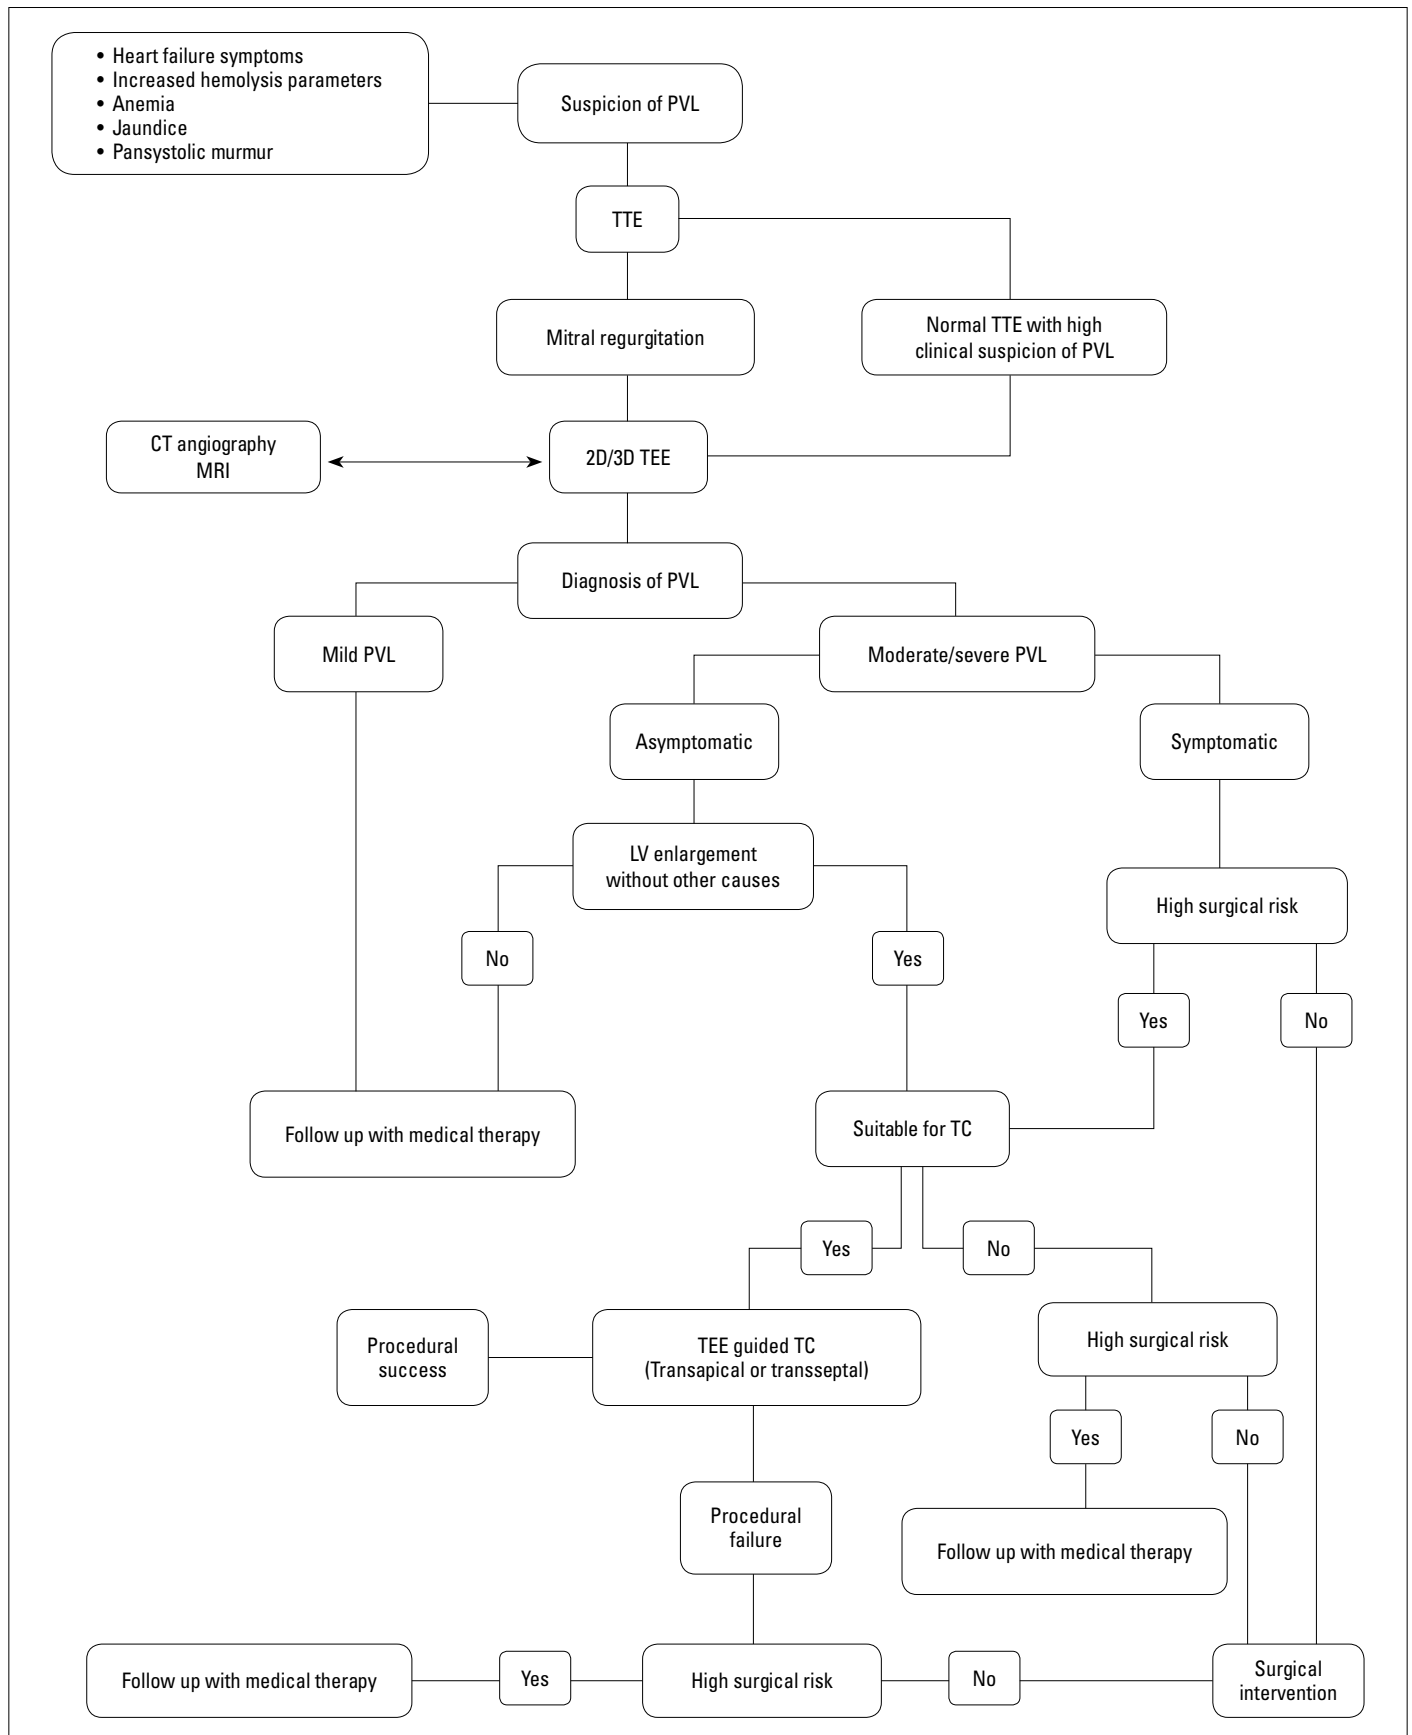 • Heart failure symptoms
• Increased hemolysis parameters
• Anemia
• Jaundice
• Pansystolic murmur
Suspicion of PVL
TTE
Mitral regurgitation
Normal TTE with high
clinical suspicion of PVL
CT angiography
MRI
2D/3D TEE
Diagnosis of PVL
Mild PVL
Moderate/severe PVL
Asymptomatic
Symptomatic
LV enlargement
without other causes
High surgical risk
No
Yes
Yes
No
Follow up with medical therapy
Suitable for TC
Yes
No
Procedural
success
TEE guided TC
(Transapical or transseptal)
High surgical risk
Yes
No
Procedural
failure
Follow up with medical therapy
Follow up with medical therapy
Yes
High surgical risk
No
Surgical
intervention